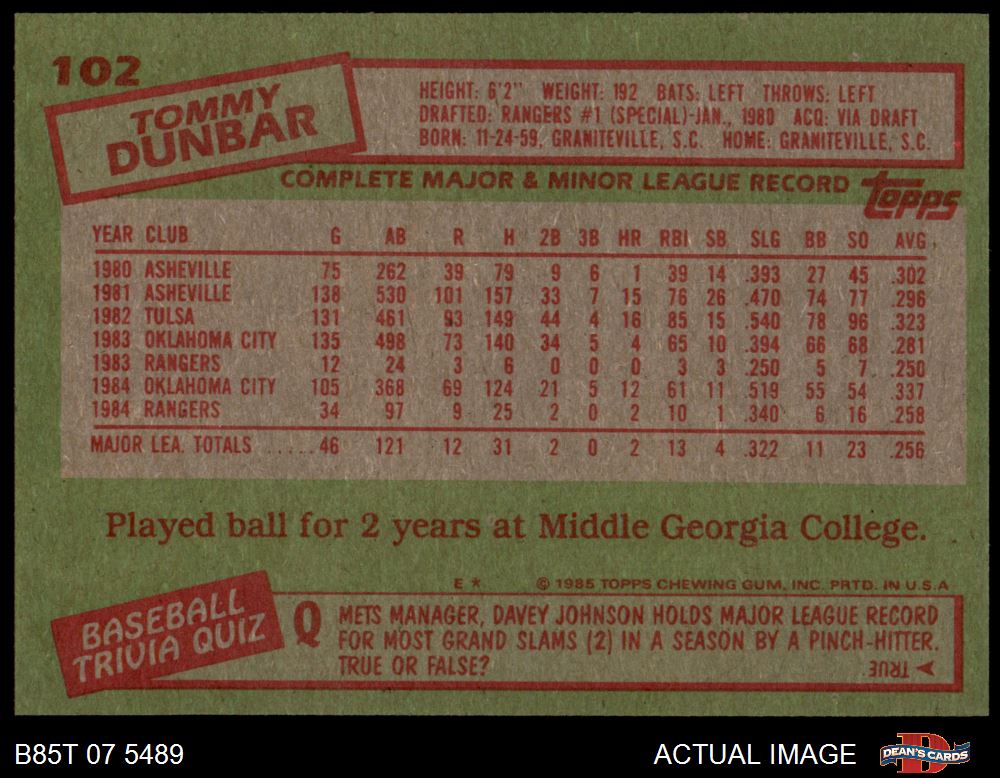 102
TOMMY
DUNBAR
HEIGHT: 6'2" WEIGHT: 192 BATS: LEFT THROWS: LEFT
DRAFTED: RANGERS #1 (SPECIAL)-JAN., 1980 ACQ: VIA DRAFT
BORN: 11-24-59, GRANITEVILLE, S.C. HOME: GRANITEVILLE, S.C.
COMPLETE MAJOR & MINOR LEAGUE RECORD topps
YEAR CLUB G AB R H 2B 3B HR RBI SB SLG BB SO AVG.
1980 ASHEVILLE 75 262 39 79 9 6 1 39 14 .393 27 45 .302
1981 ASHEVILLE 138 530 101 157 33 7 15 76 26 .470 74 77 .296
1982 TULSA 131 461 93 149 44 4 16 85 15 .540 78 96 .323
1983 OKLAHOMA CITY 135 498 73 140 34 5 4 65 10 .394 66 68 .281
1983 RANGERS 12 24 3 6 0 0 0 3 3 .250 5 7 .250
1984 OKLAHOMA CITY 105 368 69 124 21 5 12 61 11 .519 55 54 .337
1984 RANGERS 34 97 9 25 2 0 2 10 1 .340 6 16 .258
MAJOR LEA. TOTALS ......46 121 12 31 2 0 2 13 4 .322 11 23 .256
Played ball for 2 years at Middle Georgia College.
E * © 1985 TOPPS CHEWING GUM, INC. PRTD. IN U.S.A
BASEBALL
TRIVIA QUIZ
Q METS MANAGER, DAVEY JOHNSON HOLDS MAJOR LEAGUE RECORD
FOR MOST GRAND SLAMS (2) IN A SEASON BY A PINCH-HITTER.
TRUE OR FALSE? TRUE
B85T 07 5489 ACTUAL IMAGE DEAN'S CARDS